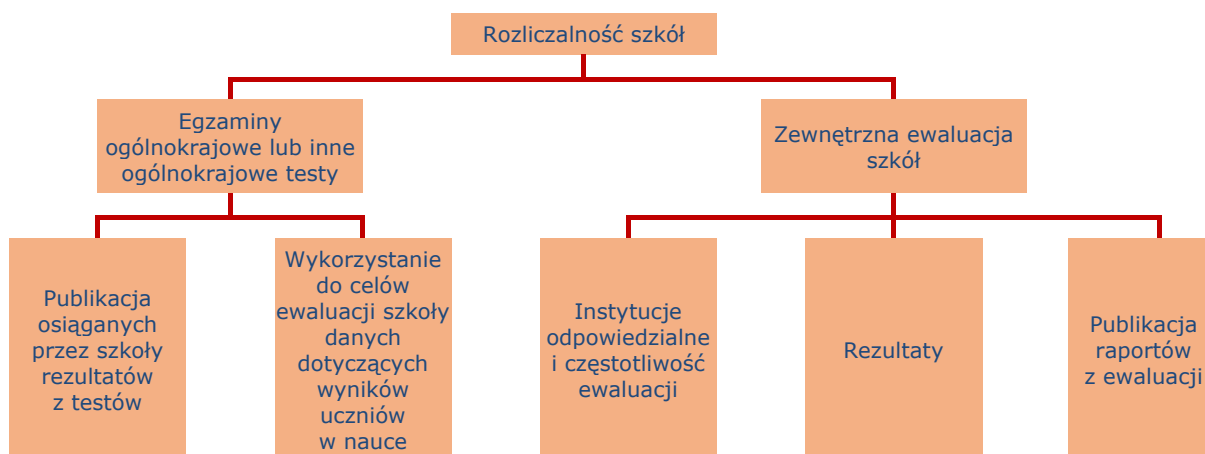 Rozliczalność szkół
Egzaminy
ogólnokrajowe lub inne
ogólnokrajowe testy
Zewnętrzna ewaluacja
szkół
Publikacja
osiąganych
przez szkoły
rezultatów
z testów
Wykorzystanie
do celów
ewaluacji szkoły
danych
dotyczących
wyników
uczniów
w nauce
Instytucje
odpowiedzialne
i częstotliwość
ewaluacji
Rezultaty
Publikacja
raportów
z ewaluacji